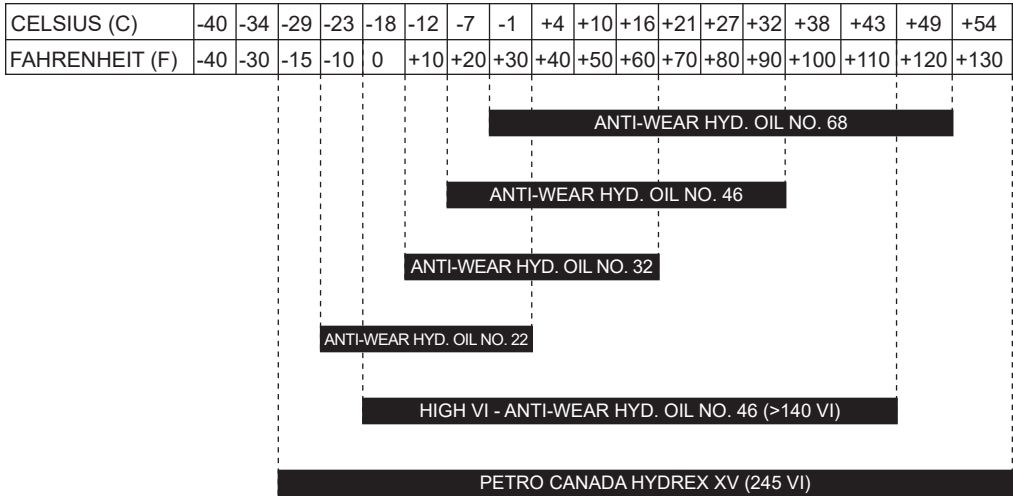 CELSIUS (C) -40 -34 -29 -23 -18 -12 -7 -1 +4 +10 +16 +21 +27 +32 +38 +43 +49 +54
FAHRENHEIT (F) -40 -30 -15 -10 0 +10 +20 +30 +40 +50 +60 +70 +80 +90 +100 +110 +120 +130
ANTI-WEAR HYD. OIL NO. 68
ANTI-WEAR HYD. OIL NO. 46
ANTI-WEAR HYD. OIL NO. 32
ANTI-WEAR HYD. OIL NO. 22
HIGH VI - ANTI-WEAR HYD. OIL NO. 46 (>140 VI)
PETRO CANADA HYDREX XV (245 VI)